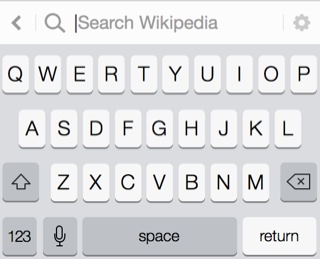 Search Wikipedia
Q W E R T Y U I O P
A S D F G H J K L
Z X C V B N M
123 space return